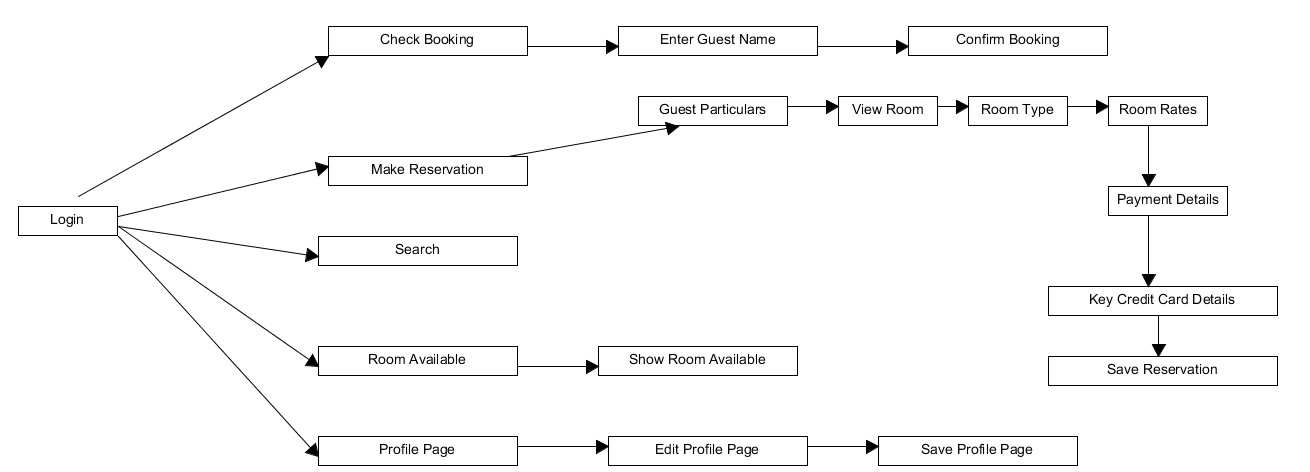 Check Booking
Enter Guest Name
Confirm Booking
Guest Particulars
View Room
Room Type
Room Rates
Make Reservation
Payment Details
Login
Search
Key Credit Card Details
Room Available
Show Room Available
Save Reservation
Profile Page
Edit Profile Page
Save Profile Page